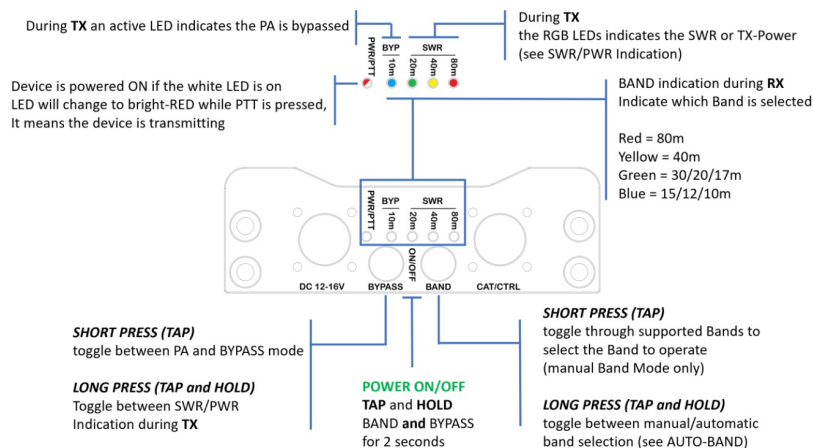 During TX an active LED indicates the PA is bypassed
During TX
the RGB LEDs indicates the SWR or TX-Power
(see SWR/PWR Indication)
PWR/PTT
BYP
SWR
10m
20m
40m
80m
Device is powered ON if the white LED is on
LED will change to bright-RED while PTT is pressed,
It means the device is transmitting
BAND indication during RX
Indicate which Band is selected
Red = 80m
Yellow = 40m
Green = 30/20/17m
Blue = 15/12/10m
PWR/PTT
BYP
SWR
10m
20m
40m
80m
ON/OFF
DC 12-16V
BYPASS
BAND
CAT/CTRL
SHORT PRESS (TAP)
toggle between PA and BYPASS mode
LONG PRESS (TAP and HOLD)
Toggle between SWR/PWR
Indication during TX
POWER ON/OFF
TAP and HOLD
BAND and BYPASS
for 2 seconds
SHORT PRESS (TAP)
toggle through supported Bands to
select the Band to operate
(manual Band Mode only)
LONG PRESS (TAP and HOLD)
toggle between manual/automatic
band selection (see AUTO-BAND)